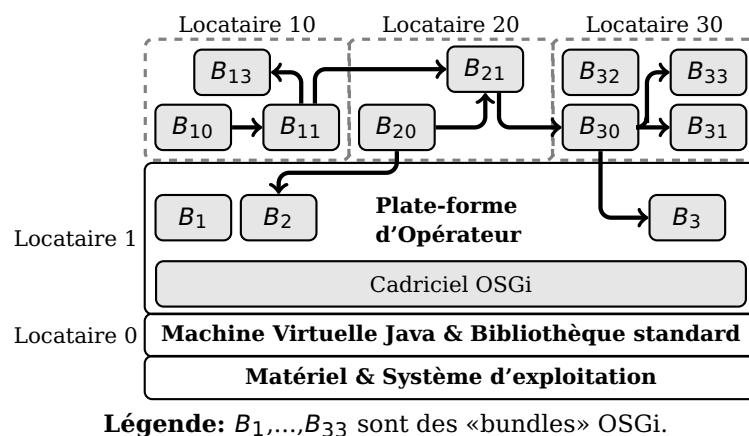 Locataire 10 Locataire 20 Locataire 30
B13 B21 B32 B33
B10 B11 B20 B30 B31
B1 B2 Plate-forme B3
Locataire 1 d'Opérateur
Cadriciel OSGi
Locataire 0 Machine Virtuelle Java & Bibliothèque standard
Matériel & Système d'exploitation
Légende: B1,...,B33 sont des «bundles» OSGi.